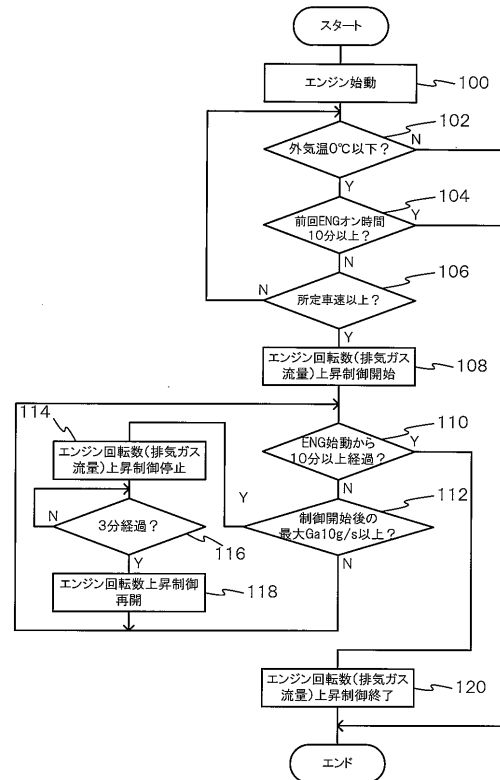 スタート
エンジン始動
100
102
外気温0℃以下？
N
Y
104
前回ENGオン時間
10分以上？
Y
N
106
所定車速以上？
N
Y
エンジン回転数(排気ガス
流量)上昇制御開始
108
110
ENG始動から
10分以上経過？
Y
N
114
エンジン回転数(排気ガス
流量)上昇制御停止
112
制御開始後の
最大Ga10g/s以上？
Y
N
3分経過？
N
116
Y
エンジン回転数上昇制御
再開
118
エンジン回転数(排気ガス
流量)上昇制御終了
120
エンド